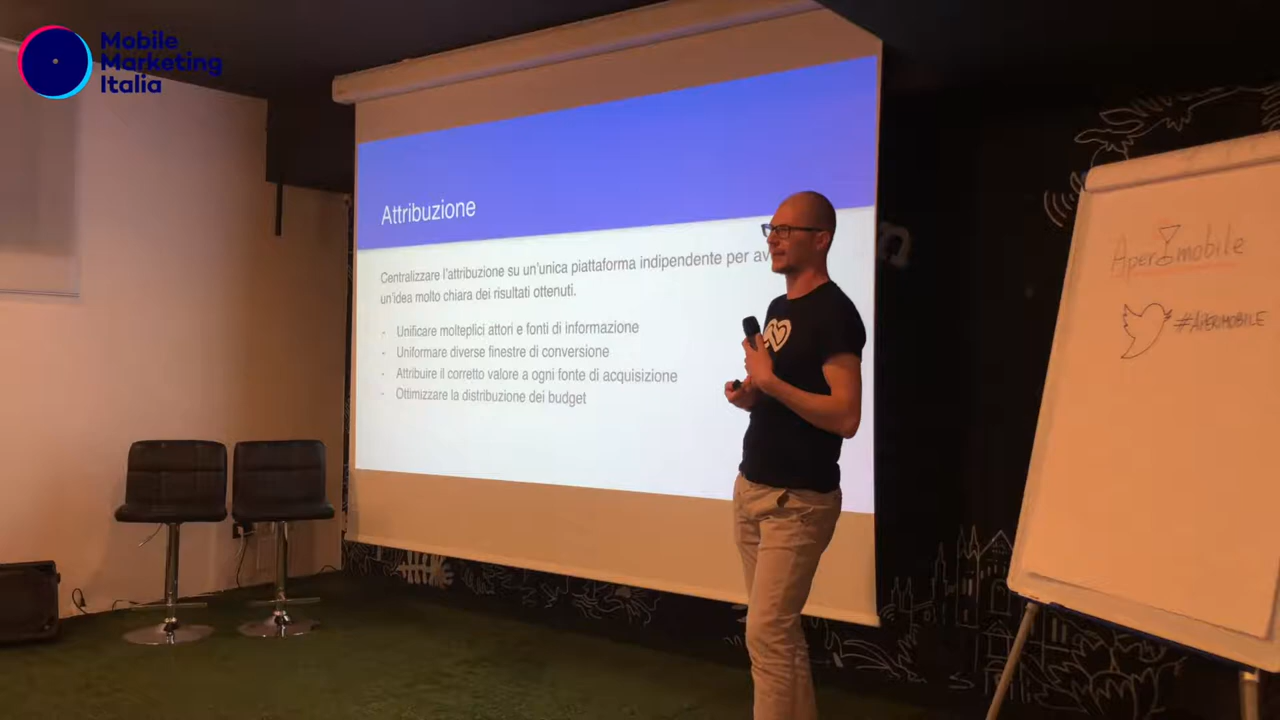 Mobile
Marketing
Italia
Attribuzione
Centralizzare l'attribuzione su un'unica piattaforma indipendente per
un'idea molto chiara dei risultati ottenuti.
- Unificare molteplici attori e fonti di informazione
- Uniformare diverse finestre di conversione
- Attribuire il corretto valore a ogni fonte di acquisizione
- Ottimizzare la distribuzione dei budget
Aperimobile
#APERIMOBILE